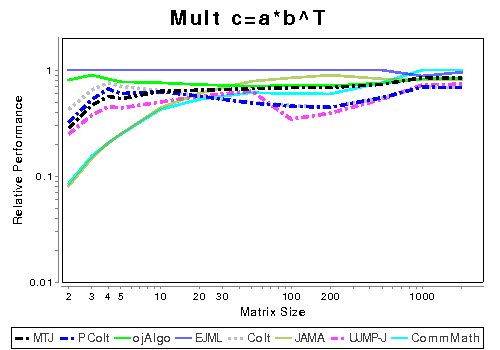 Mult c=a*b^T
1
0.1
0.01
Relative Performance
2 3 4 5 10 20 30 100 200 1000
Matrix Size
MTJ PColt ojAlgo EJML Colt JAMA UJMP-J CommMath